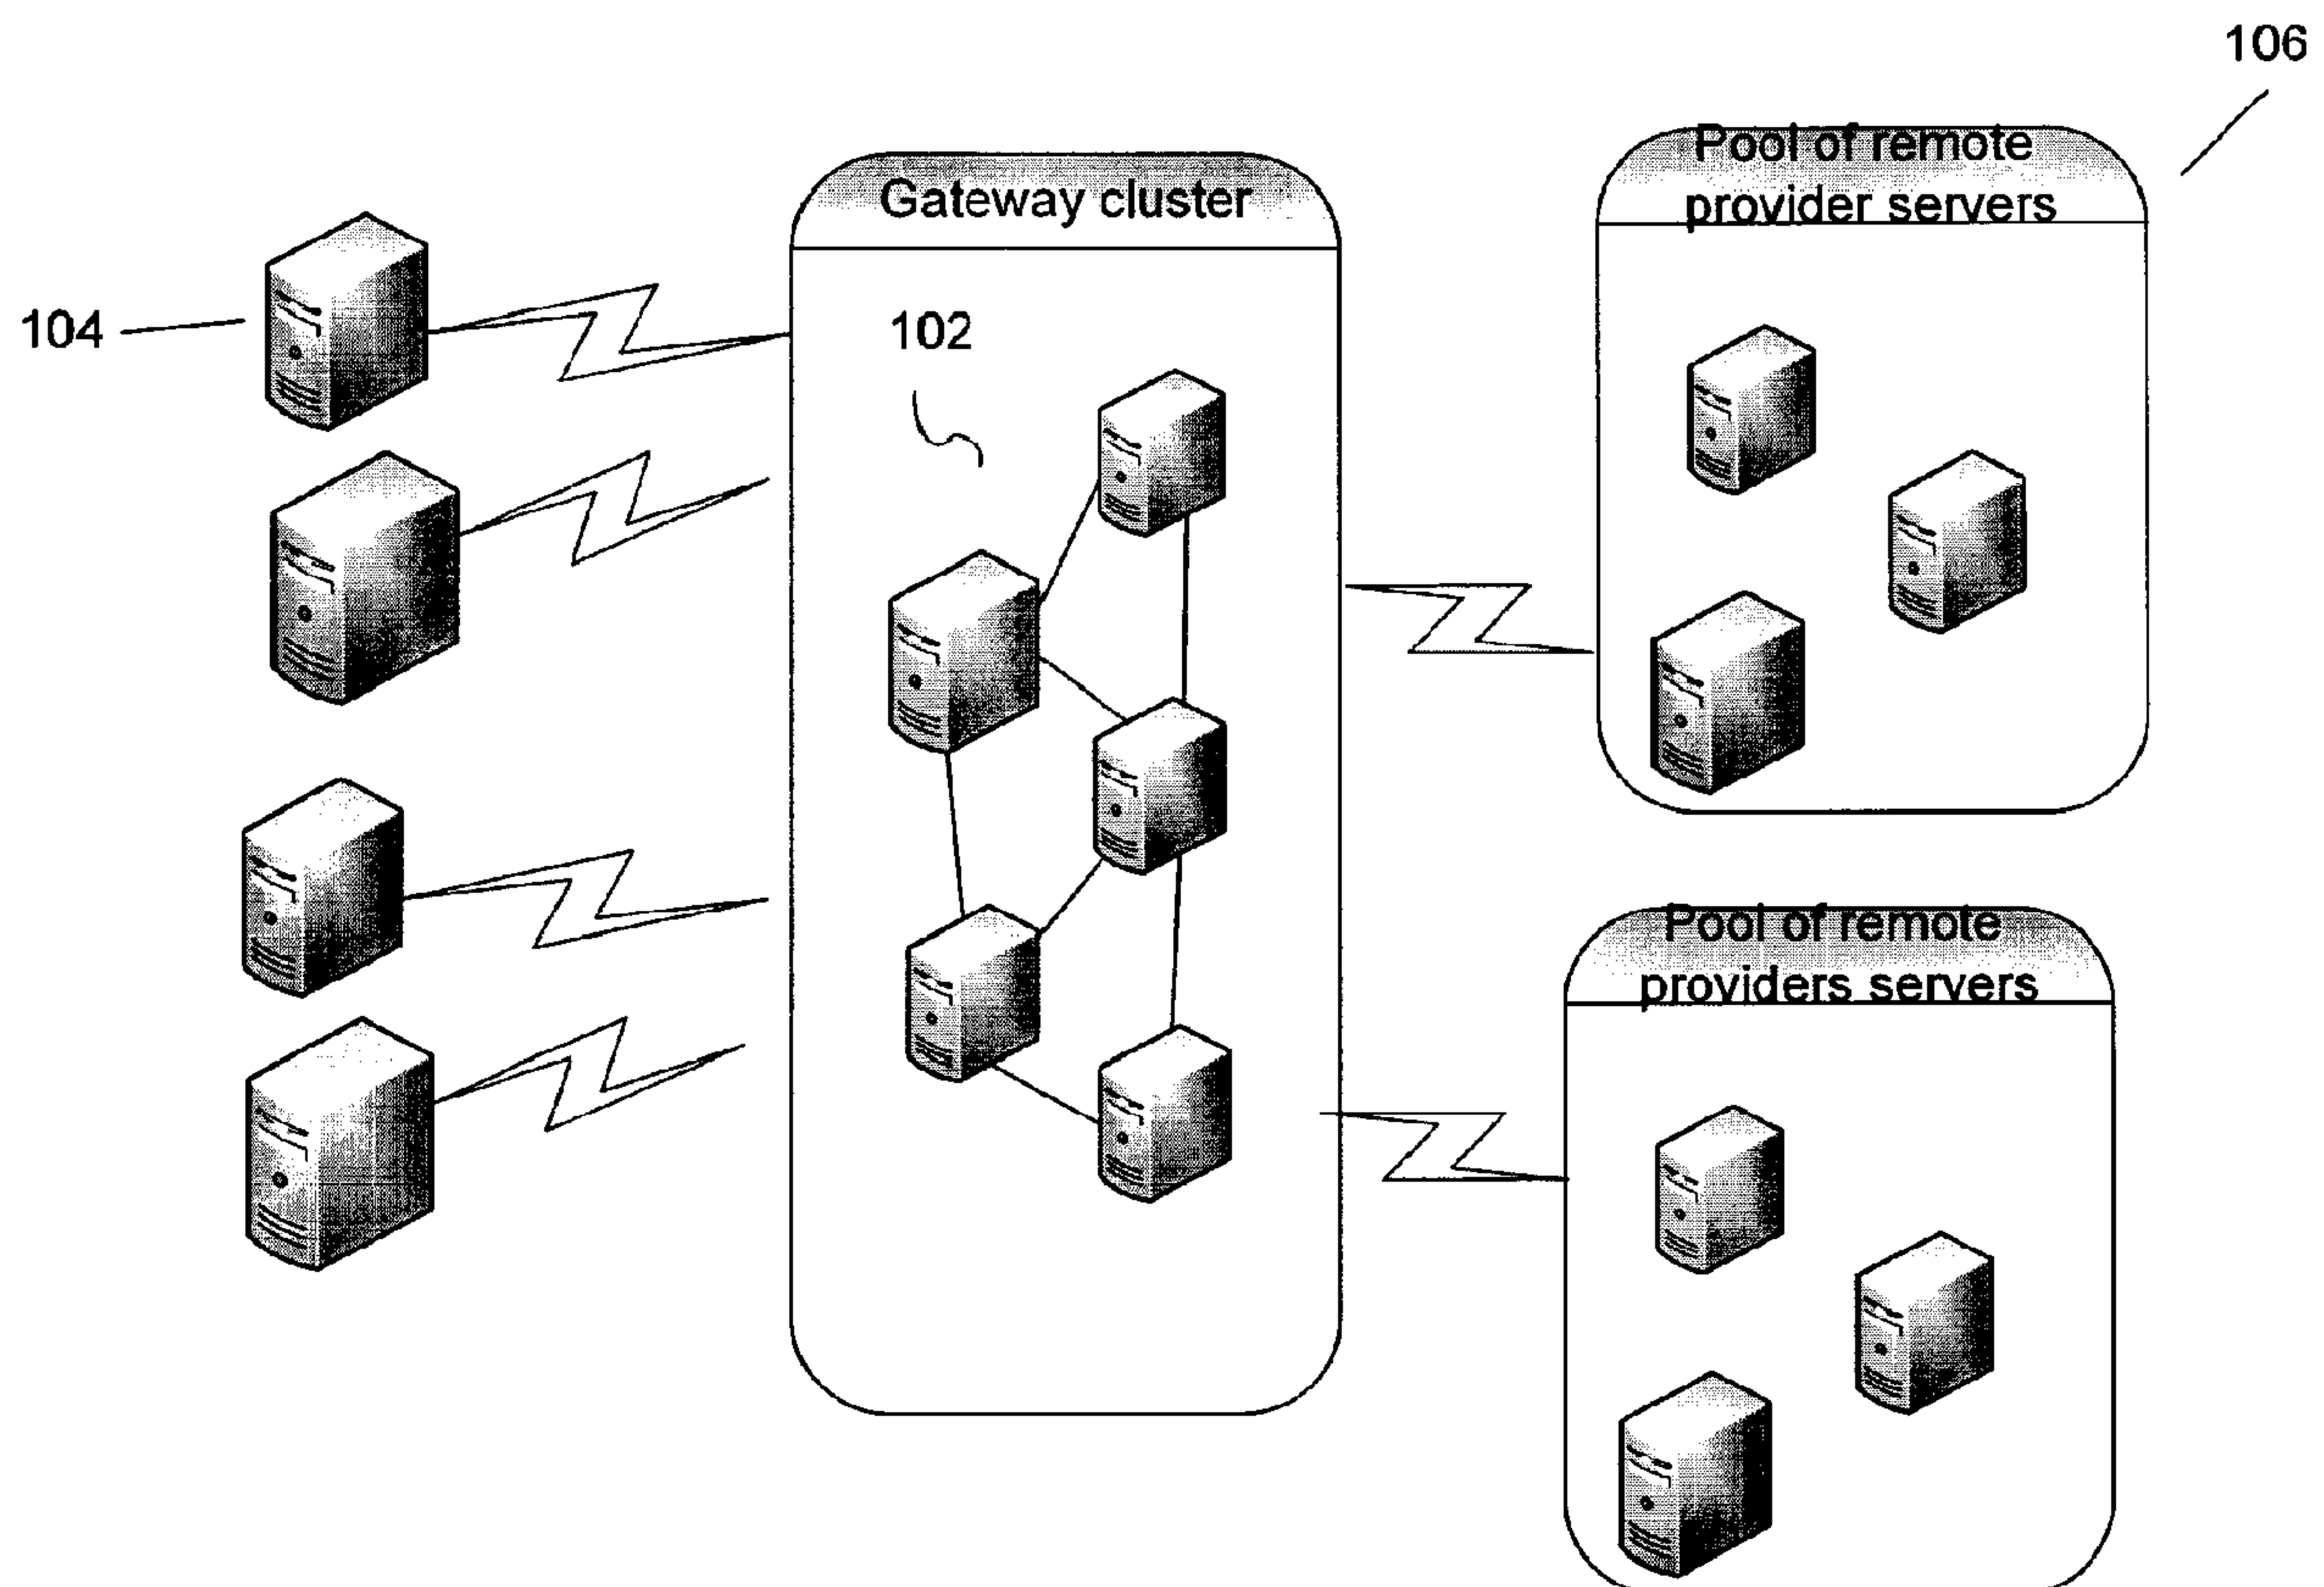 106
Pool of remote
provider servers
Gateway cluster
104
102
Pool of remote
providers servers